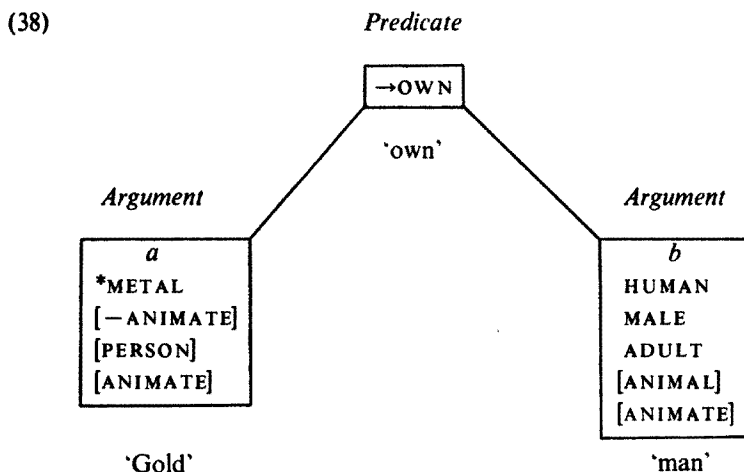 (38)
Predicate
→OWN
'own'
Argument Argument
a b
*METAL HUMAN
[−ANIMATE] MALE
[PERSON] ADULT
[ANIMATE] [ANIMAL]
[ANIMATE]
'Gold' 'man'